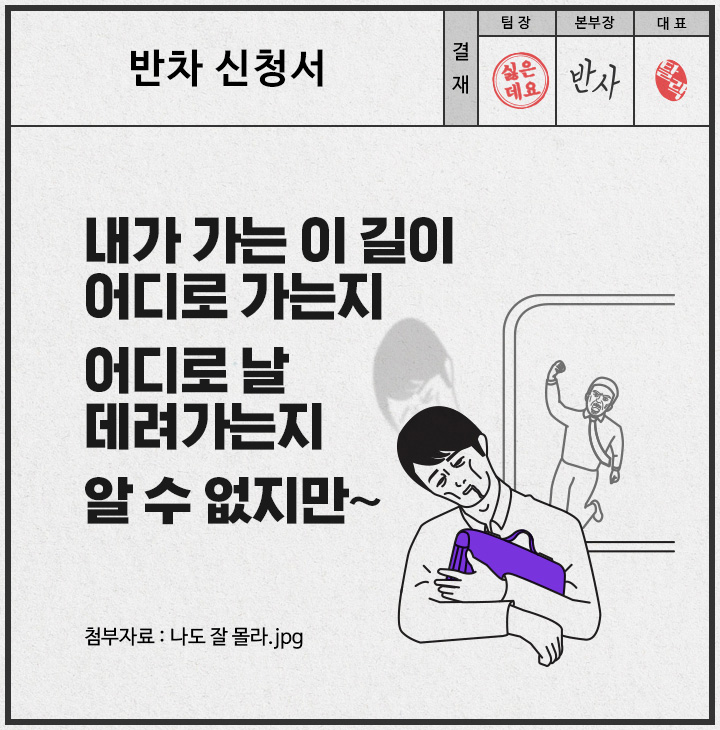 반차 신청서
결
재
팀 장
본부장
대 표
싫은
데요
반사
팔
락
내가 가는 이 길이
어디로 가는지
어디로 날
데려가는지
알 수 없지만~
첨부자료 : 나도 잘 몰라.jpg